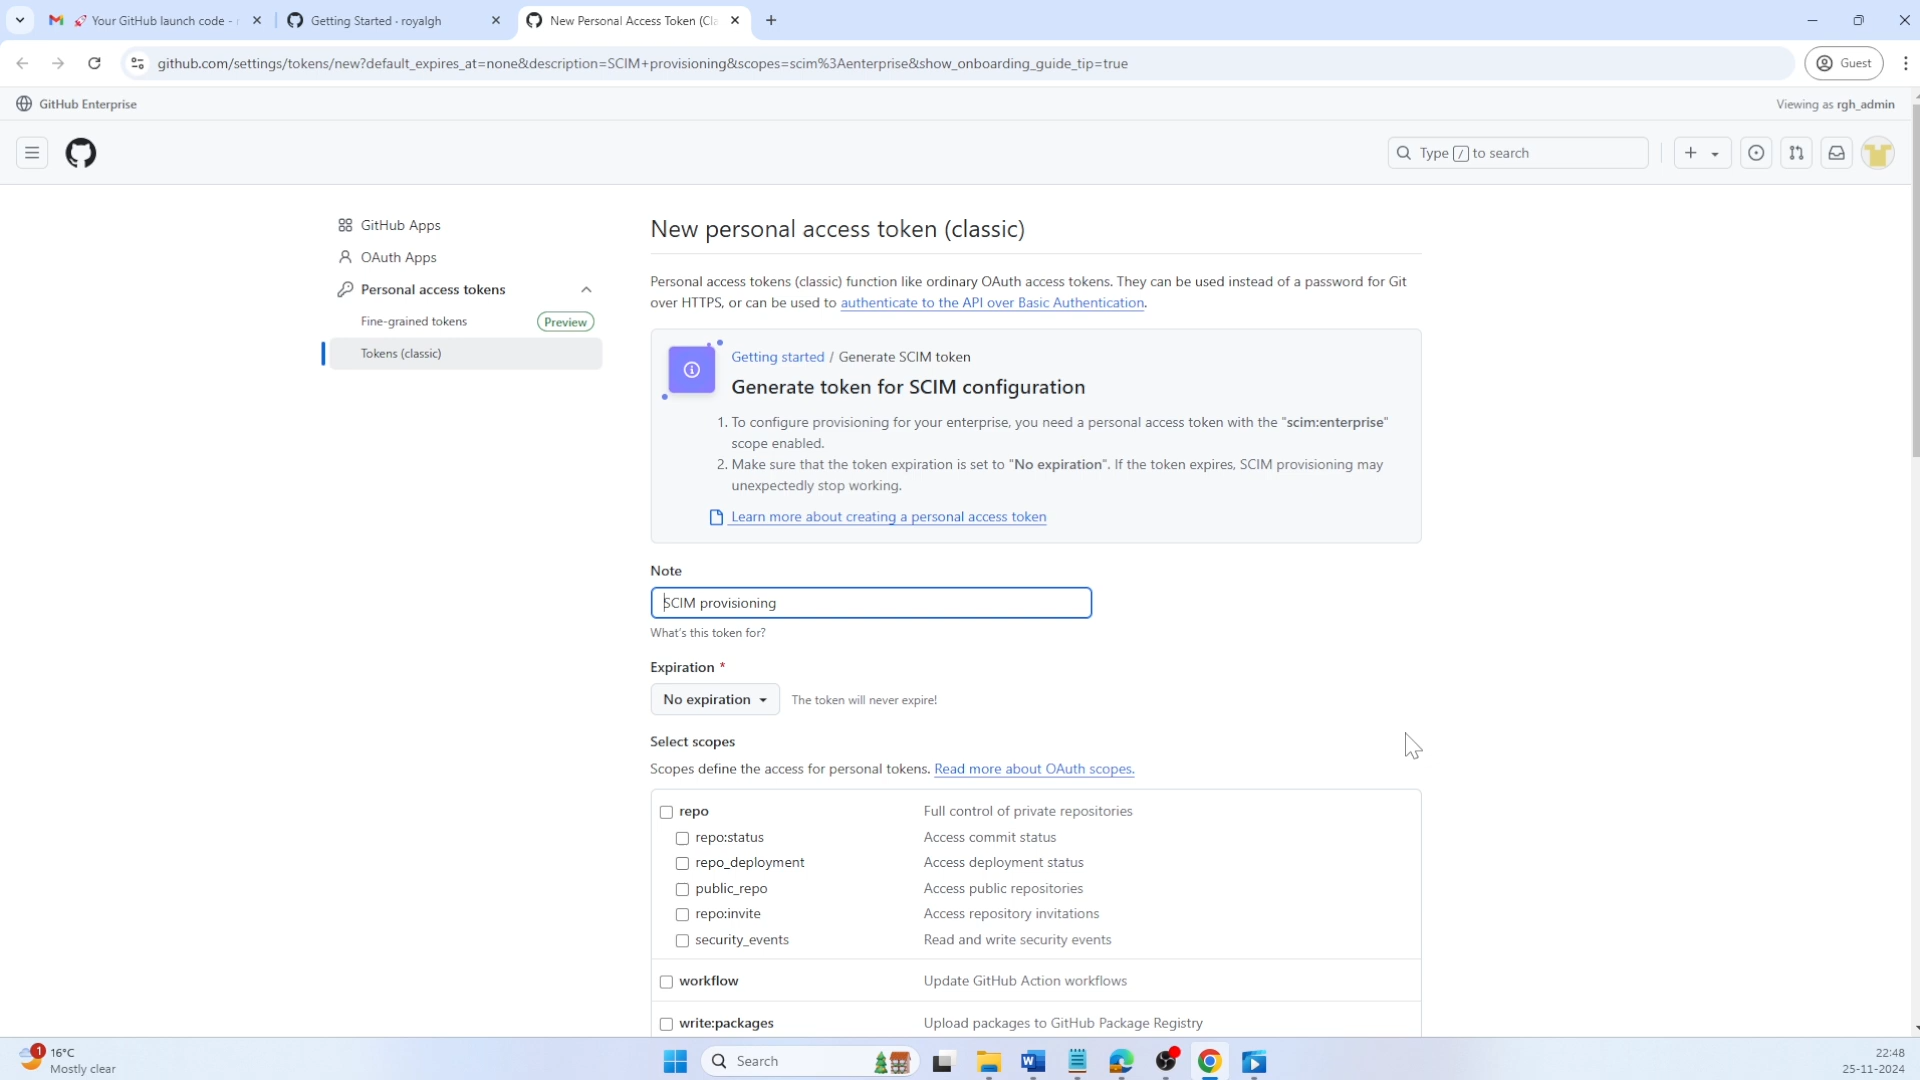 Your GitHub launch code -
Getting Started · royalgh
New Personal Access Token (Cla
github.com/settings/tokens/new?default_expires_at=none&description=SCIM+provisioning&scopes=scim%3Aenterprise&show_onboarding_guide_tip=true
Guest
GitHub Enterprise
Viewing as rgh_admin
Type / to search
GitHub Apps
OAuth Apps
Personal access tokens
Fine-grained tokens Preview
Tokens (classic)
New personal access token (classic)
Personal access tokens (classic) function like ordinary OAuth access tokens. They can be used instead of a password for Git
over HTTPS, or can be used to authenticate to the API over Basic Authentication.
Getting started / Generate SCIM token
Generate token for SCIM configuration
1. To configure provisioning for your enterprise, you need a personal access token with the "scim:enterprise"
scope enabled.
2. Make sure that the token expiration is set to "No expiration". If the token expires, SCIM provisioning may
unexpectedly stop working.
Learn more about creating a personal access token
Note
SCIM provisioning
What's this token for?
Expiration *
No expiration The token will never expire!
Select scopes
Scopes define the access for personal tokens. Read more about OAuth scopes.
repo Full control of private repositories
repo:status Access commit status
repo_deployment Access deployment status
public_repo Access public repositories
repo:invite Access repository invitations
security_events Read and write security events
workflow Update GitHub Action workflows
write:packages Upload packages to GitHub Package Registry
1
16°C
Mostly clear
Search
22:48
25-11-2024